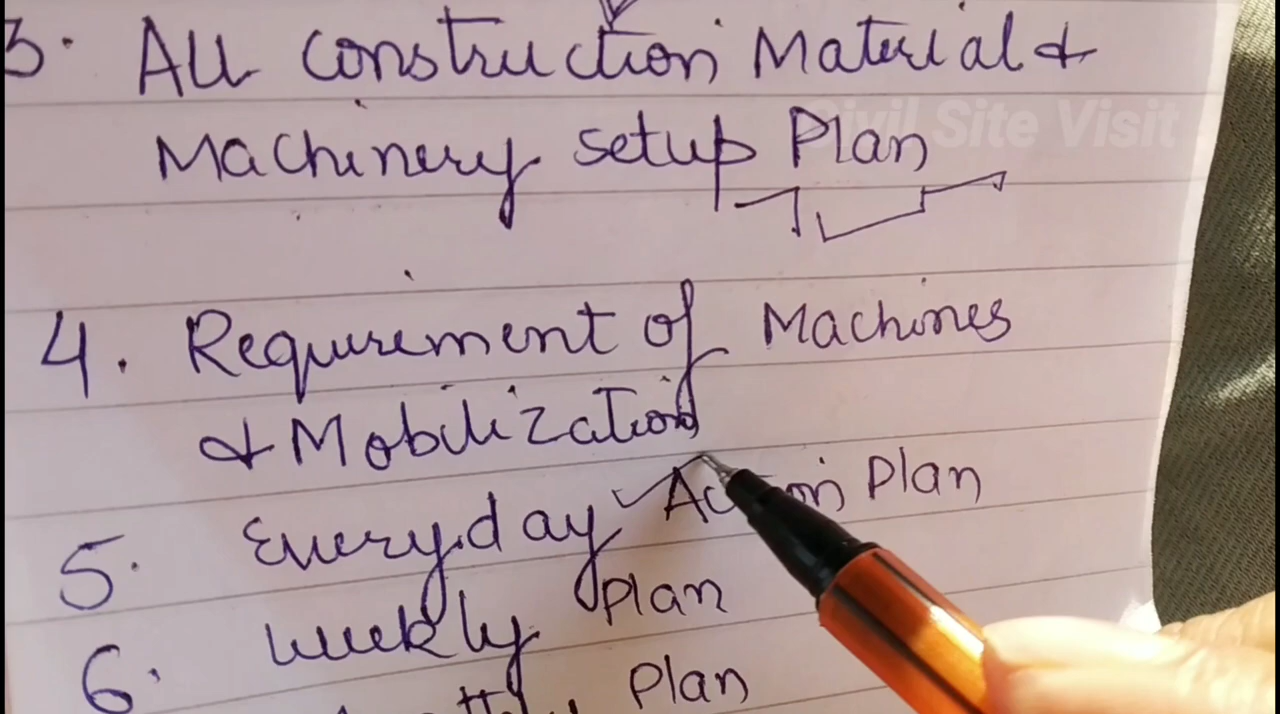 3. All construction Material &
Civil Site Visit
Machinery setup Plan
4. Requirement of Machines
& Mobilization
5. Everyday Plan
6. Weekly Plan
Plan